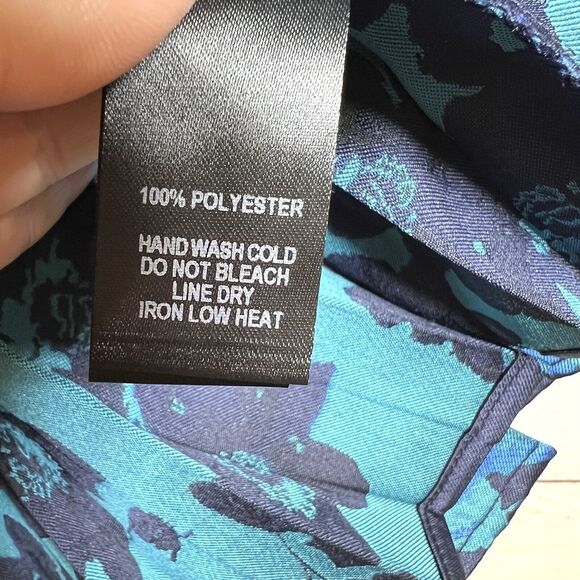 100% POLYESTER
HAND WASH COLD
DO NOT BLEACH
LINE DRY
IRON LOW HEAT